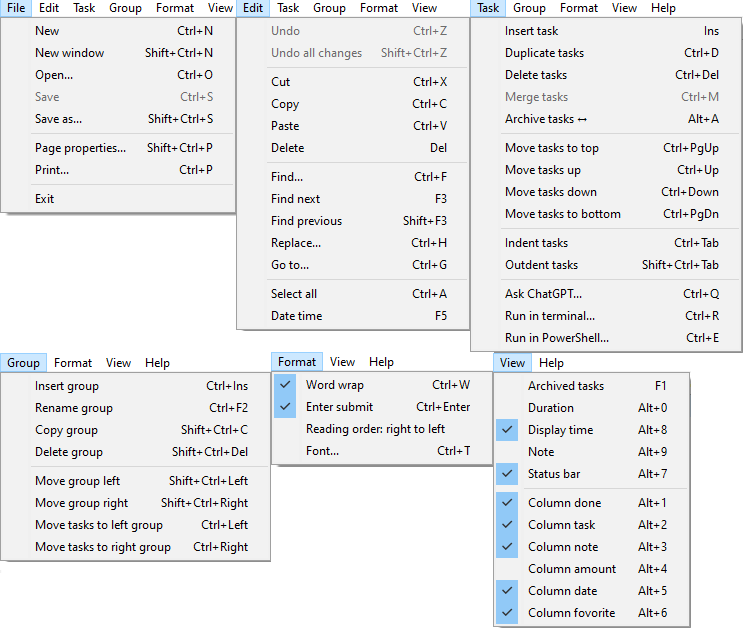 File Edit Task Group Format View
New Ctrl+N
New window Shift+Ctrl+N
Open... Ctrl+O
Save Ctrl+S
Save as... Shift+Ctrl+S
Page properties... Shift+Ctrl+P
Print... Ctrl+P
Exit
Edit Task Group Format View
Undo Ctrl+Z
Undo all changes Shift+Ctrl+Z
Cut Ctrl+X
Copy Ctrl+C
Paste Ctrl+V
Delete Del
Find... Ctrl+F
Find next F3
Find previous Shift+F3
Replace... Ctrl+H
Go to... Ctrl+G
Select all Ctrl+A
Date time F5
Task Group Format View Help
Insert task Ins
Duplicate tasks Ctrl+D
Delete tasks Ctrl+Del
Merge tasks Ctrl+M
Archive tasks ↔ Alt+A
Move tasks to top Ctrl+PgUp
Move tasks up Ctrl+Up
Move tasks down Ctrl+Down
Move tasks to bottom Ctrl+PgDn
Indent tasks Ctrl+Tab
Outdent tasks Shift+Ctrl+Tab
Ask ChatGPT... Ctrl+Q
Run in terminal... Ctrl+R
Run in PowerShell... Ctrl+E
Group Format View Help
Insert group Ctrl+Ins
Rename group Ctrl+F2
Copy group Shift+Ctrl+C
Delete group Shift+Ctrl+Del
Move group left Shift+Ctrl+Left
Move group right Shift+Ctrl+Right
Move tasks to left group Ctrl+Left
Move tasks to right group Ctrl+Right
Format View Help
Word wrap Ctrl+W
Enter submit Ctrl+Enter
Reading order: right to left
Font... Ctrl+T
View Help
Archived tasks F1
Duration Alt+0
Display time Alt+8
Note Alt+9
Status bar Alt+7
Column done Alt+1
Column task Alt+2
Column note Alt+3
Column amount Alt+4
Column date Alt+5
Column fovorite Alt+6